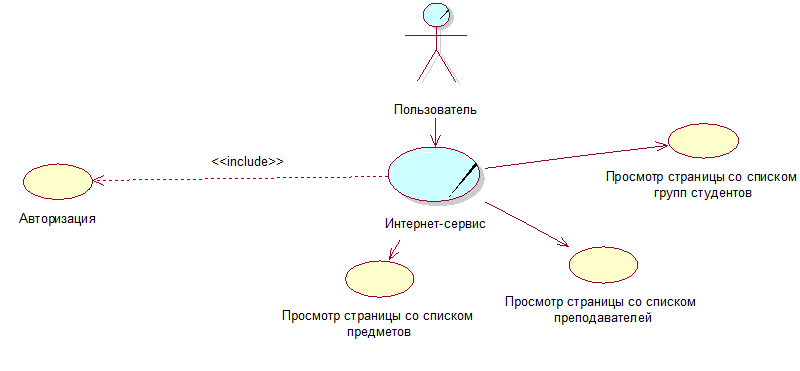 Пользователь
<<include>>
Просмотр страницы со списком
групп студентов
Авторизация
Интернет-сервис
Просмотр страницы со списком
преподавателей
Просмотр страницы со списком
предметов